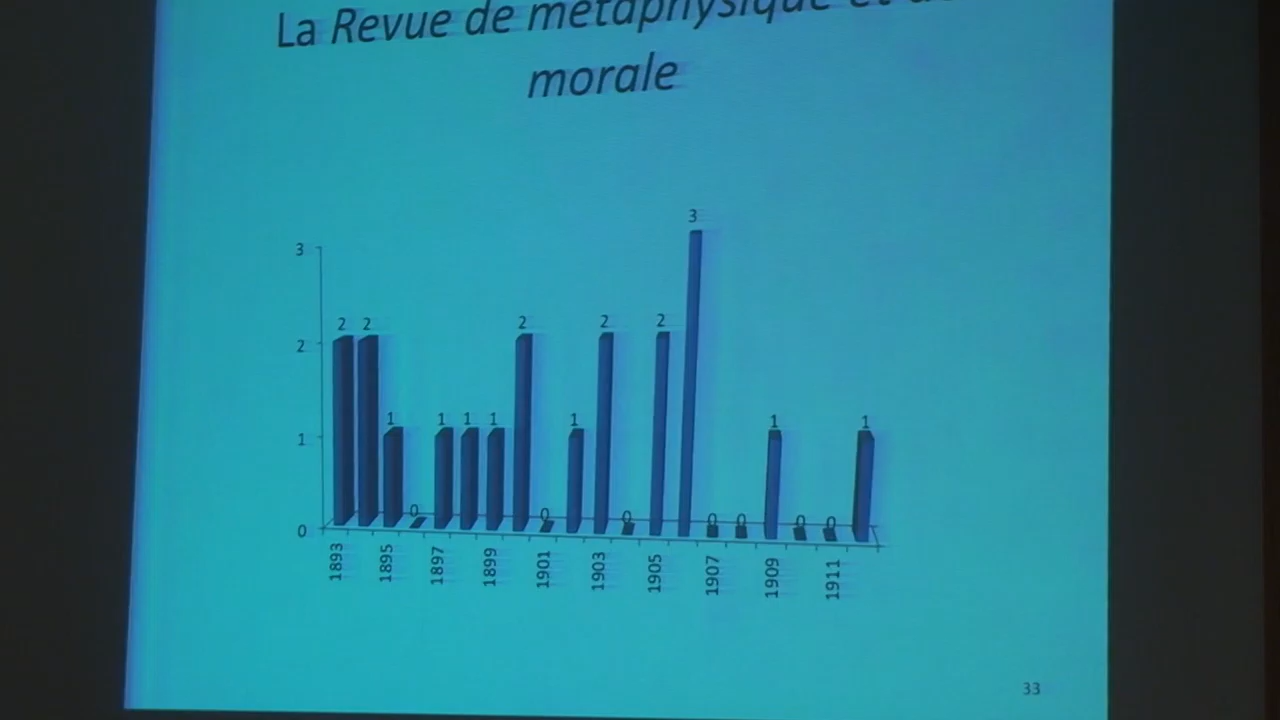 La Revue de métaphysique et de
morale
3
3
2 2 2 2 2
2
1 1 1 1 1 1 1
1
0 0 0 0 0 0 0
0
1893 1895 1897 1899 1901 1903 1905 1907 1909 1911
33